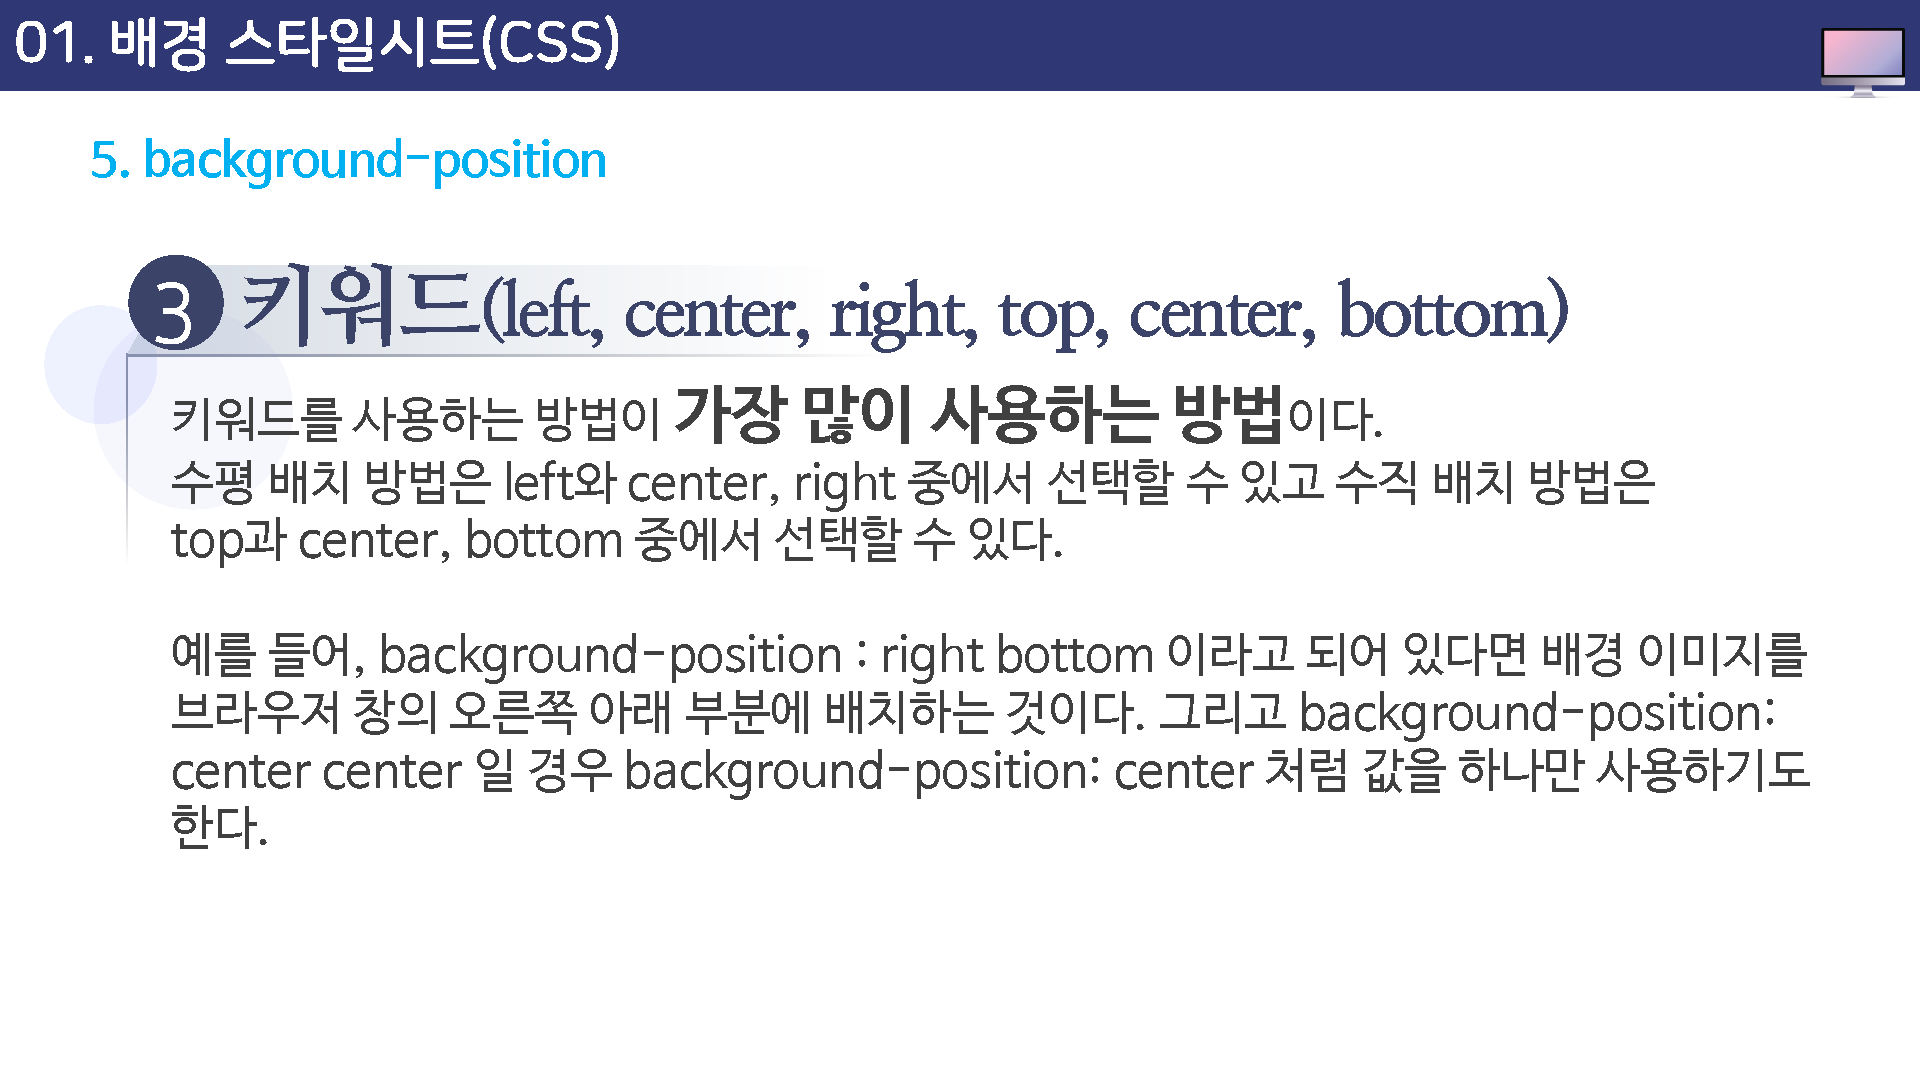 01. 배경 스타일시트(CSS)
5. background-position
3 키워드(left, center, right, top, center, bottom)
키워드를 사용하는 방법이 가장 많이 사용하는 방법이다.
수평 배치 방법은 left와 center, right 중에서 선택할 수 있고 수직 배치 방법은
top과 center, bottom 중에서 선택할 수 있다.
예를 들어, background-position : right bottom 이라고 되어 있다면 배경 이미지를
브라우저 창의 오른쪽 아래 부분에 배치하는 것이다. 그리고 background-position:
center center 일 경우 background-position: center 처럼 값을 하나만 사용하기도
한다.